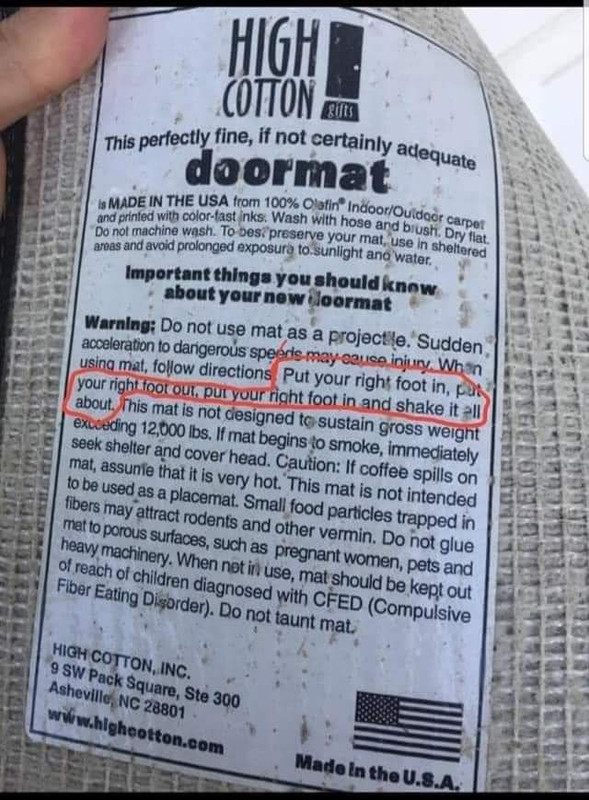 HIGH
COTTON
gifts
This perfectly fine, if not certainly adequate
doormat
is MADE IN THE USA from 100% Olefin® Indoor/Outdoor carpet
and printed with color-fast inks. Wash with hose and brush. Dry flat.
Do not machine wash. To best preserve your mat, use in sheltered
areas and avoid prolonged exposure to sunlight and water.
Important things you should know
about your new doormat
Warning: Do not use mat as a projectile. Sudden
acceleration to dangerous speeds may cause injury. When
using mat, follow directions: Put your right foot in, put
your right foot out, put your right foot in and shake it all
about. This mat is not designed to sustain gross weight
exceeding 12,000 lbs. If mat begins to smoke, immediately
seek shelter and cover head. Caution: If coffee spills on
mat, assume that it is very hot. This mat is not intended
to be used as a placemat. Small food particles trapped in
fibers may attract rodents and other vermin. Do not glue
mat to porous surfaces, such as pregnant women, pets and
heavy machinery. When not in use, mat should be kept out
of reach of children diagnosed with CFED (Compulsive
Fiber Eating Disorder). Do not taunt mat.
HIGH COTTON, INC.
9 SW Pack Square, Ste 300
Asheville, NC 28801
www.highcotton.com
Made in the U.S.A.